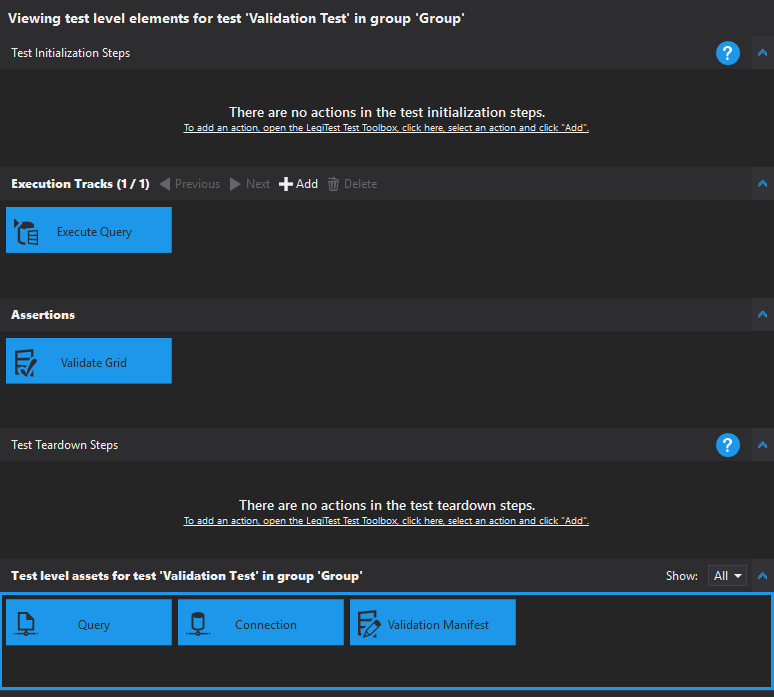 Viewing test level elements for test 'Validation Test' in group 'Group'
Test Initialization Steps
?
There are no actions in the test initialization steps.
To add an action, open the LegiTest Test Toolbox, click here, select an action and click "Add".
Execution Tracks (1 / 1) Previous Next Add Delete
Execute Query
Assertions
Validate Grid
Test Teardown Steps
?
There are no actions in the test teardown steps.
To add an action, open the LegiTest Test Toolbox, click here, select an action and click "Add".
Test level assets for test 'Validation Test' in group 'Group' Show: All
Query Connection Validation Manifest